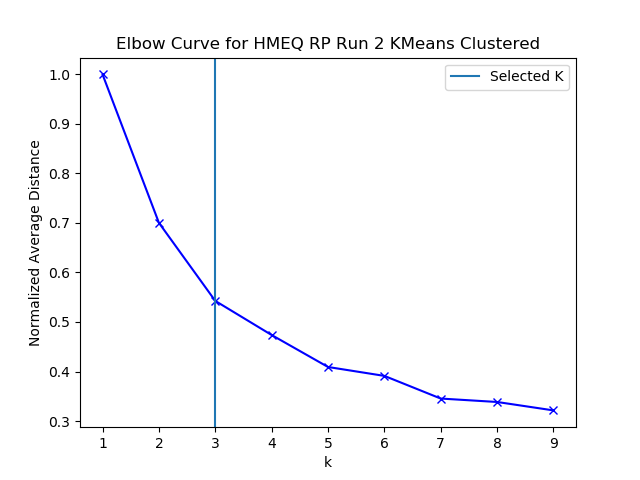 Elbow Curve for HMEQ RP Run 2 KMeans Clustered
Selected K
Normalized Average Distance
1.0
0.9
0.8
0.7
0.6
0.5
0.4
0.3
1 2 3 4 5 6 7 8 9
k